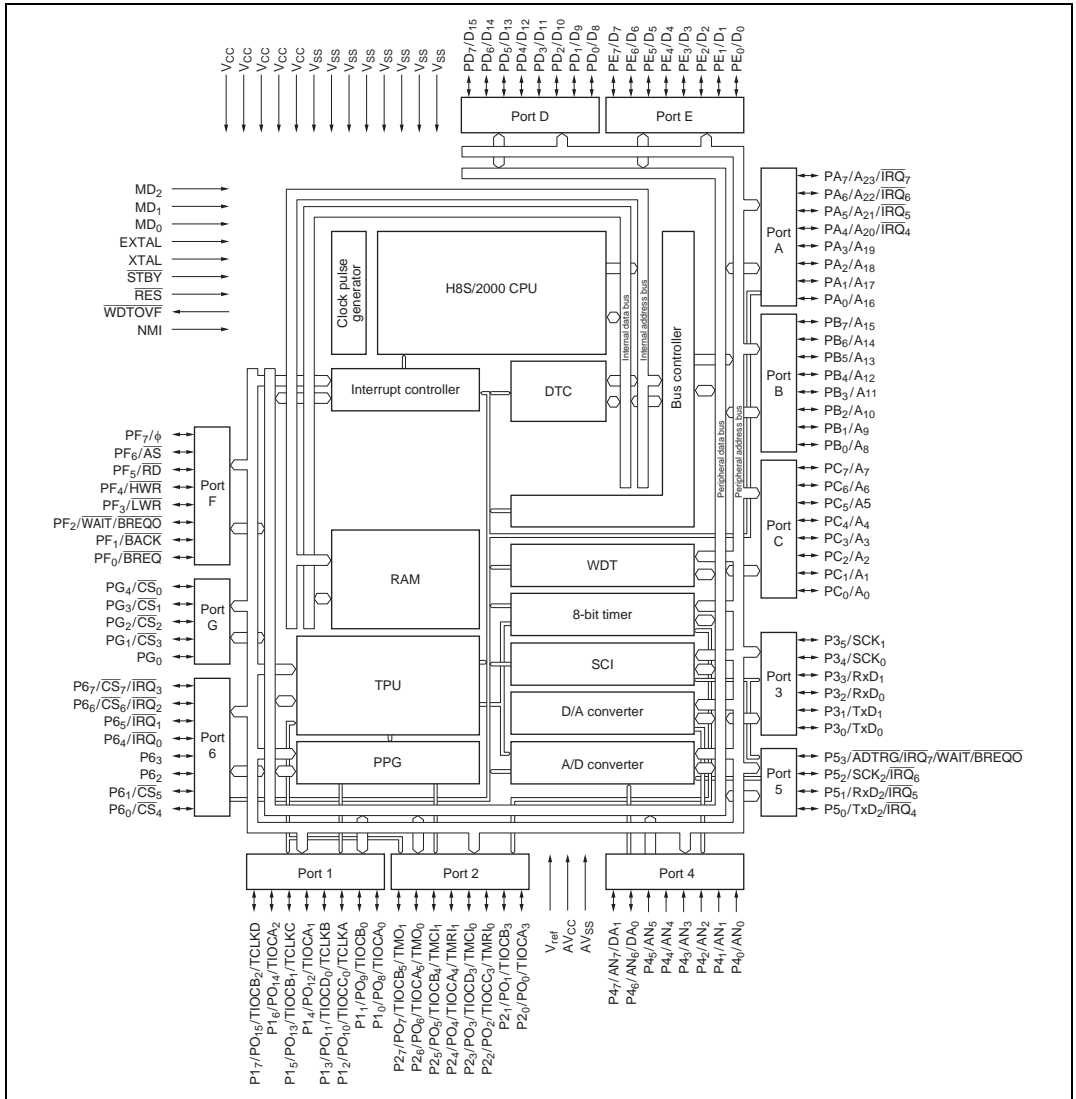 VCC
VCC
VCC
VCC
VCC
VSS
VSS
VSS
VSS
VSS
VSS
VSS
VSS
PD7/D15
PD6/D14
PD5/D13
PD4/D12
PD3/D11
PD2/D10
PD1/D9
PD0/D8
PE7/D7
PE6/D6
PE5/D5
PE4/D4
PE3/D3
PE2/D2
PE1/D1
PE0/D0
Port D
Port E
MD2
MD1
MD0
EXTAL
XTAL
STBY
RES
WDTOVF
NMI
Clock pulse
generator
H8S/2000 CPU
Internal data bus
Internal address bus
Bus controller
Interrupt controller
DTC
Peripheral data bus
Peripheral address bus
Port
A
PA7/A23/IRQ7
PA6/A22/IRQ6
PA5/A21/IRQ5
PA4/A20/IRQ4
PA3/A19
PA2/A18
PA1/A17
PA0/A16
Port
B
PB7/A15
PB6/A14
PB5/A13
PB4/A12
PB3/A11
PB2/A10
PB1/A9
PB0/A8
Port
C
PC7/A7
PC6/A6
PC5/A5
PC4/A4
PC3/A3
PC2/A2
PC1/A1
PC0/A0
PF7/ϕ
PF6/AS
PF5/RD
PF4/HWR
PF3/LWR
PF2/WAIT/BREQO
PF1/BACK
PF0/BREQ
Port
F
PG4/CS0
PG3/CS1
PG2/CS2
PG1/CS3
PG0
Port
G
P67/CS7/IRQ3
P66/CS6/IRQ2
P65/IRQ1
P64/IRQ0
P63
P62
P61/CS5
P60/CS4
Port
6
RAM
TPU
PPG
WDT
8-bit timer
SCI
D/A converter
A/D converter
Port
3
P35/SCK1
P34/SCK0
P33/RxD1
P32/RxD0
P31/TxD1
P30/TxD0
Port
5
P53/ADTRG/IRQ7/WAIT/BREQO
P52/SCK2/IRQ6
P51/RxD2/IRQ5
P50/TxD2/IRQ4
Port 1
Port 2
Port 4
P17/PO15/TIOCB2/TCLKD
P16/PO14/TIOCA2
P15/PO13/TIOCB1/TCLKC
P14/PO12/TIOCA1
P13/PO11/TIOCD0/TCLKB
P12/PO10/TIOCC0/TCLKA
P11/PO9/TIOCB0
P10/PO8/TIOCA0
P27/PO7/TIOCB5/TMO1
P26/PO6/TIOCA5/TMO0
P25/PO5/TIOCB4/TMCI1
P24/PO4/TIOCA4/TMRI1
P23/PO3/TIOCD3/TMCI0
P22/PO2/TIOCC3/TMRI0
P21/PO1/TIOCB3
P20/PO0/TIOCA3
Vref
AVCC
AVSS
P47/AN7/DA1
P46/AN6/DA0
P45/AN5
P44/AN4
P43/AN3
P42/AN2
P41/AN1
P40/AN0